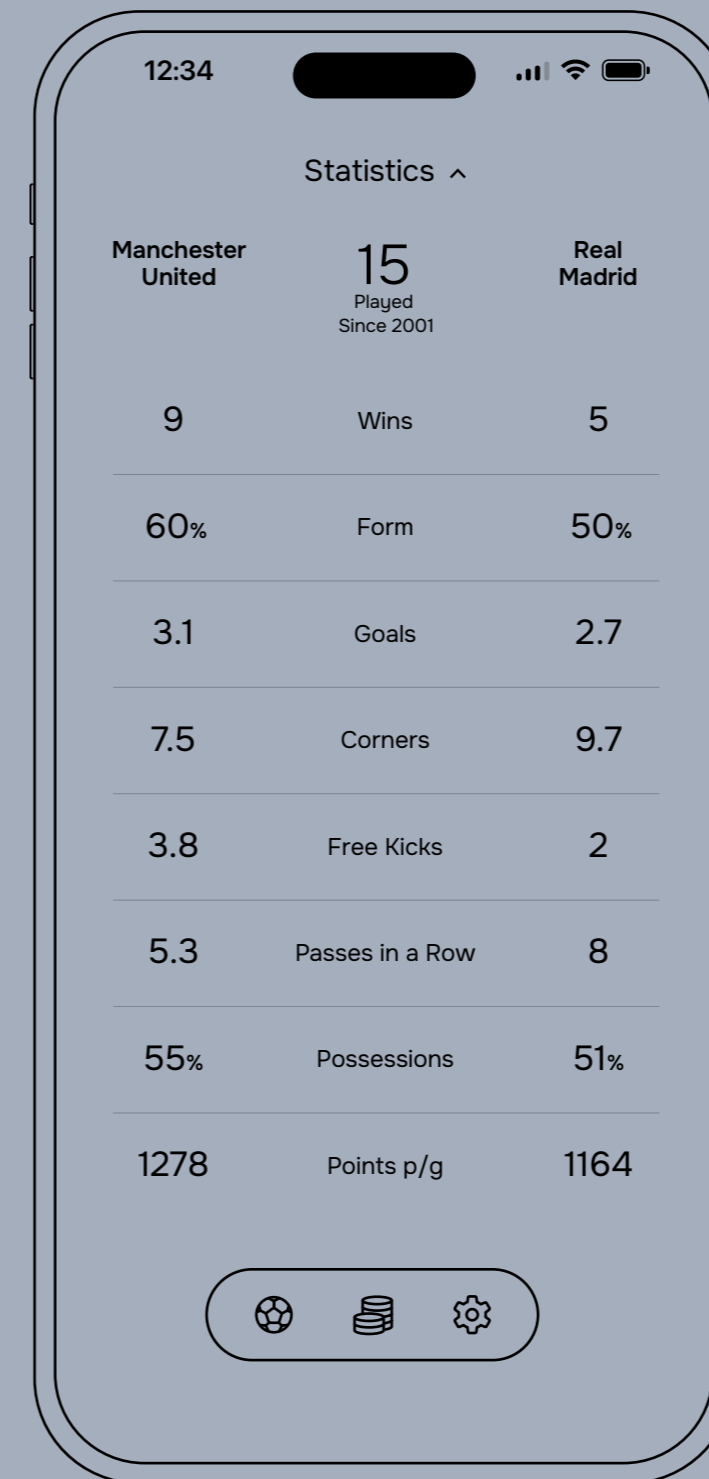 12:34
Statistics
Manchester
United
15
Played
Since 2001
Real
Madrid
9 Wins 5
60% Form 50%
3.1 Goals 2.7
7.5 Corners 9.7
3.8 Free Kicks 2
5.3 Passes in a Row 8
55% Possessions 51%
1278 Points p/g 1164